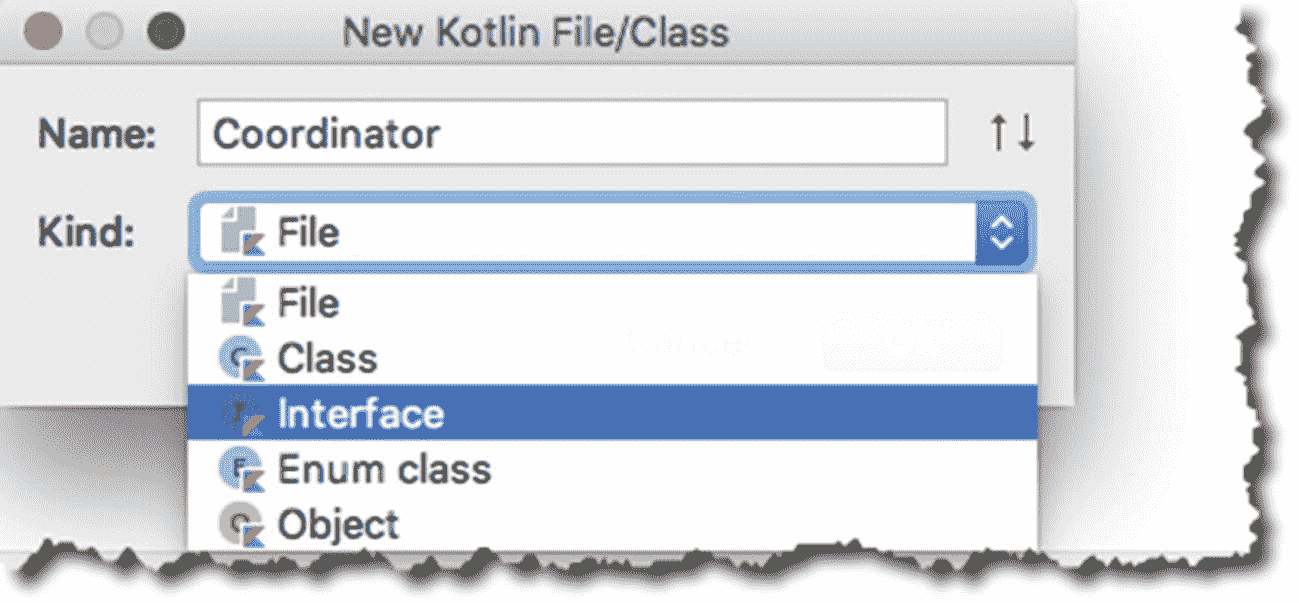 New Kotlin File/Class
Name: Coordinator
Kind: File
File
Class
Interface
Enum class
Object